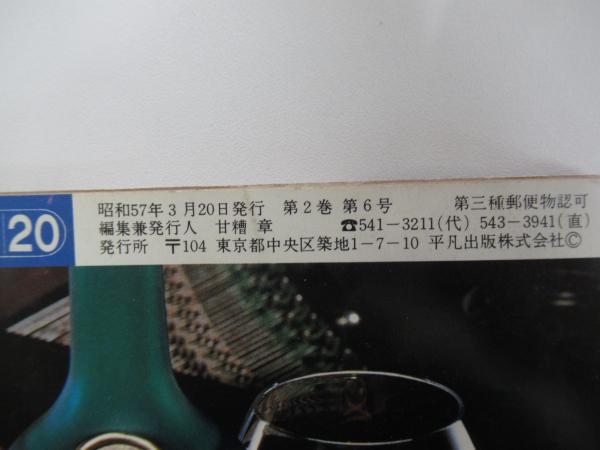 20
昭和57年3月20日発行 第2巻 第6号 第三種郵便物認可
編集兼発行人 甘糟 章 ☎541-3211(代) 543-3941(直)
発行所 〒104 東京都中央区築地1-7-10 平凡出版株式会社©